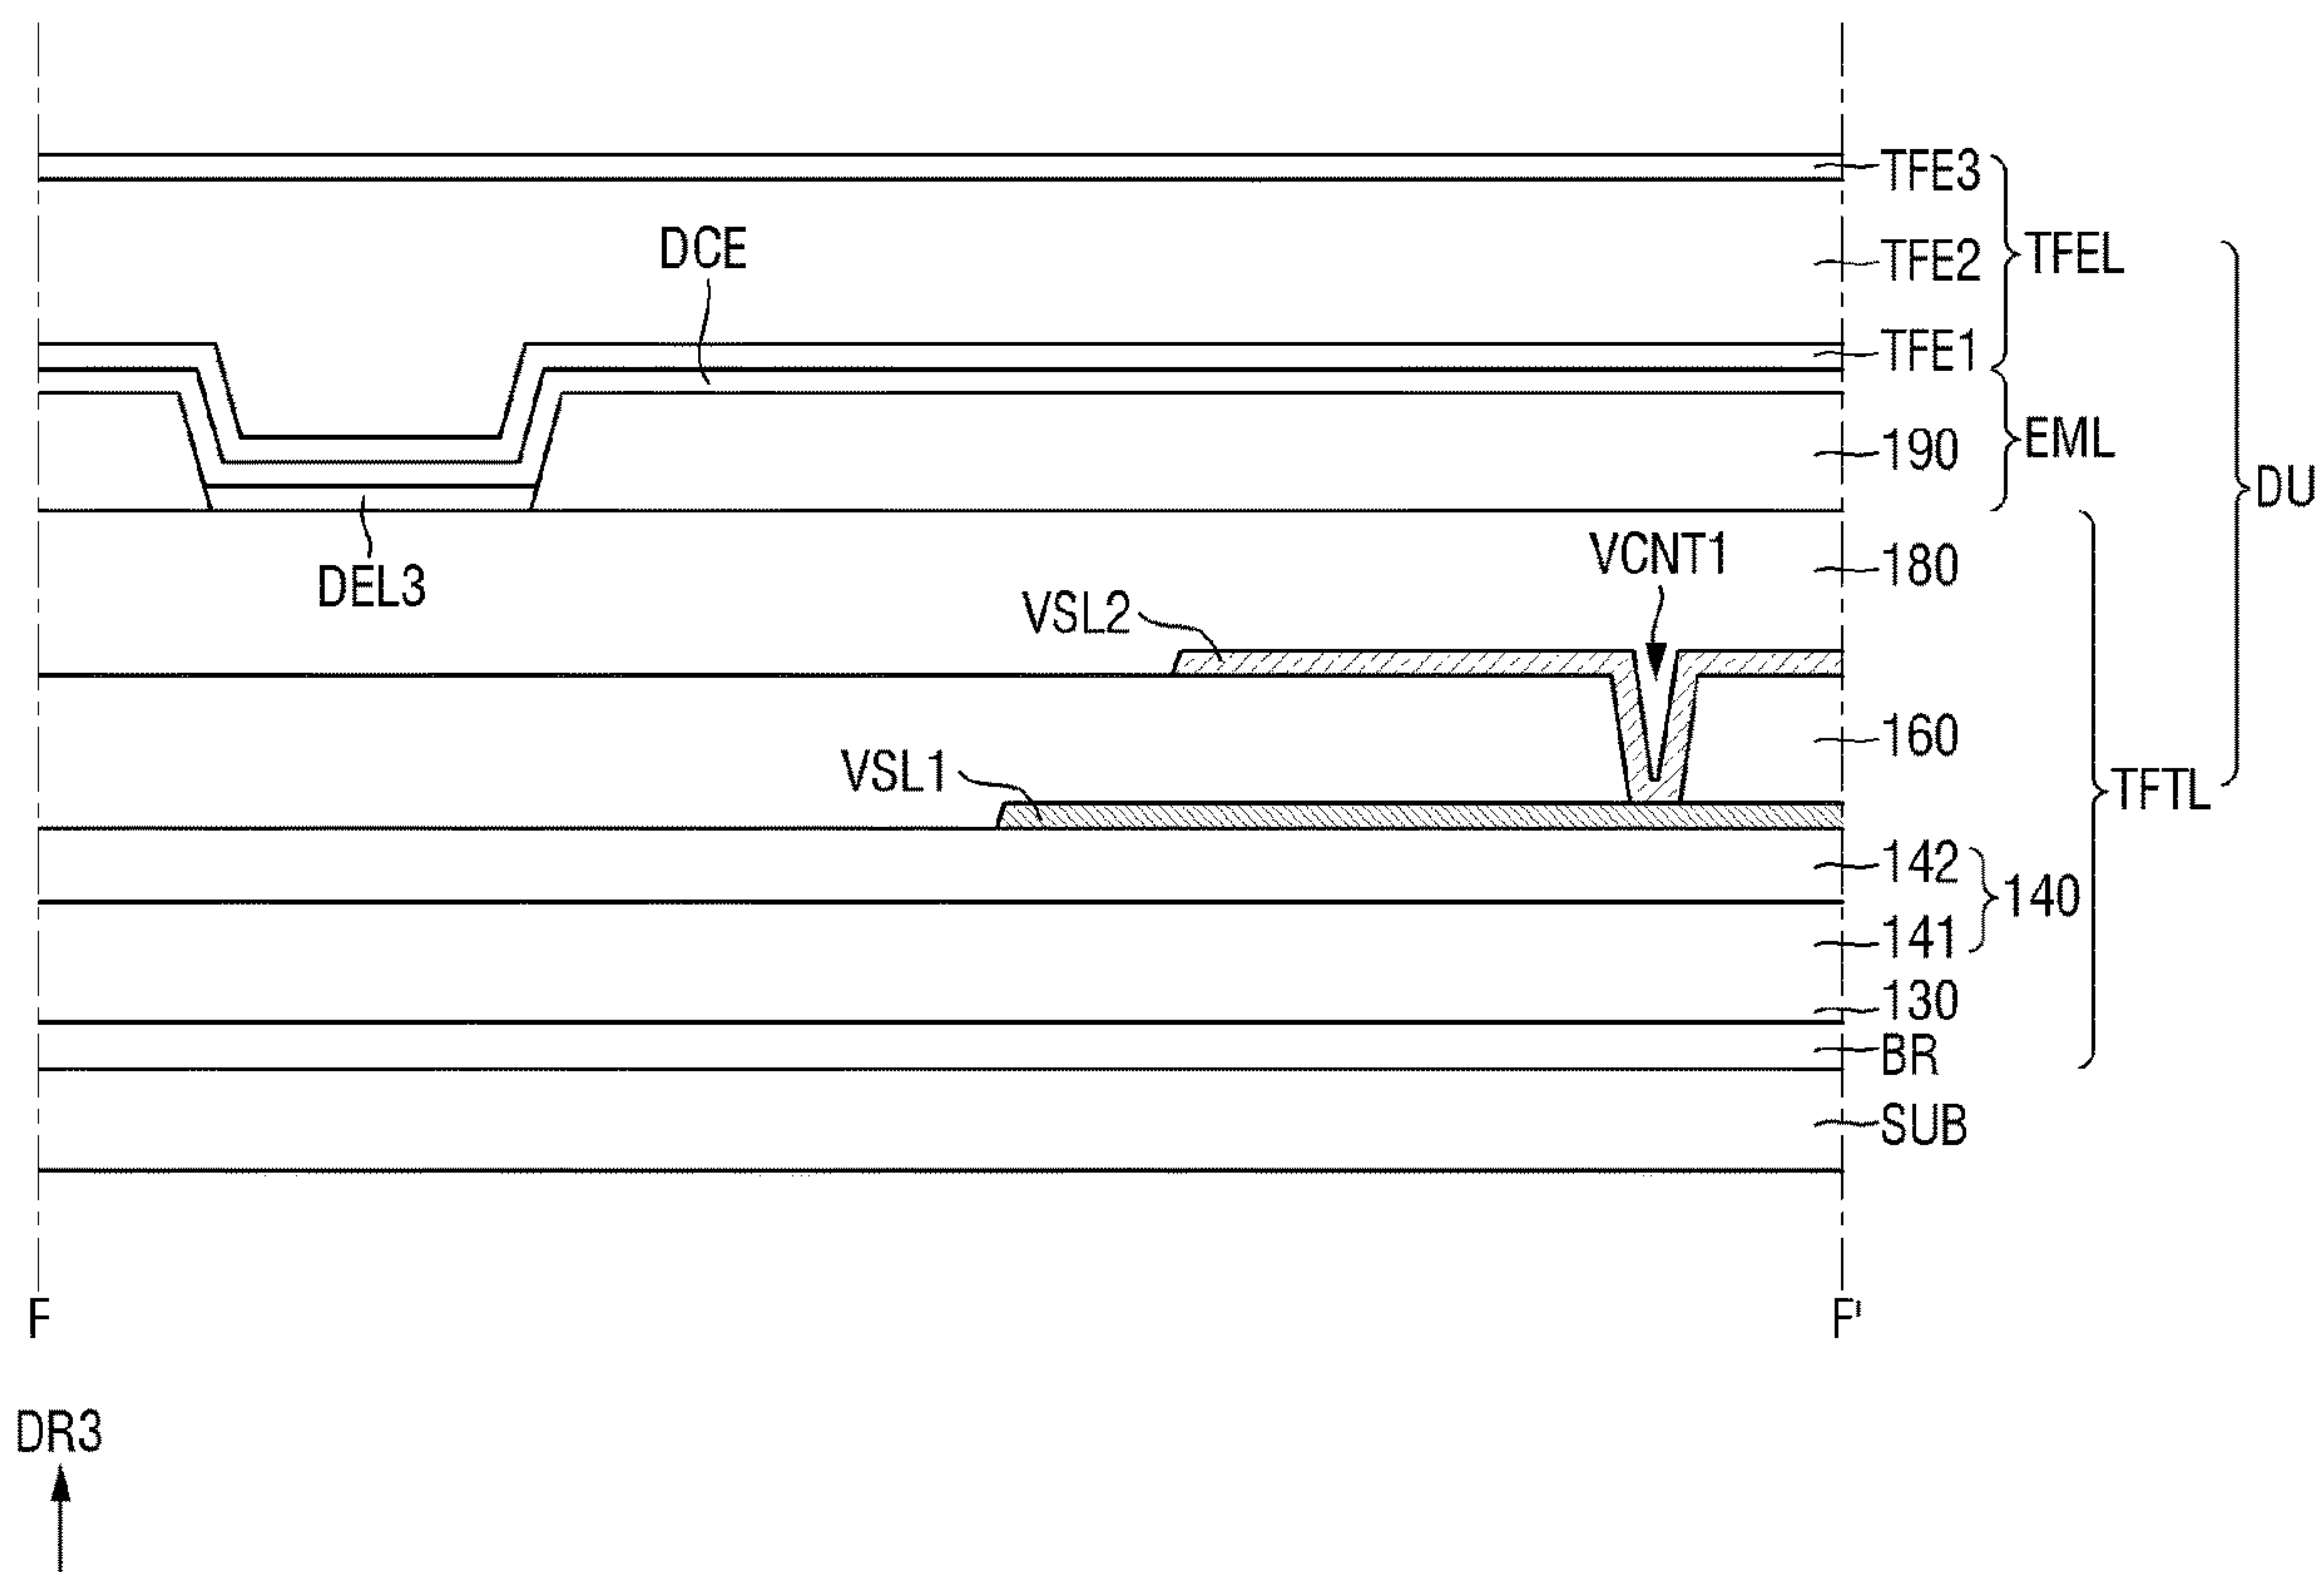 TFE3
DCE
TFE2
TFEL
TFE1
190
EML
DU
VCNT1
180
DEL3
VSL2
160
VSL1
TFTL
142
140
141
130
BR
SUB
F
F'
DR3